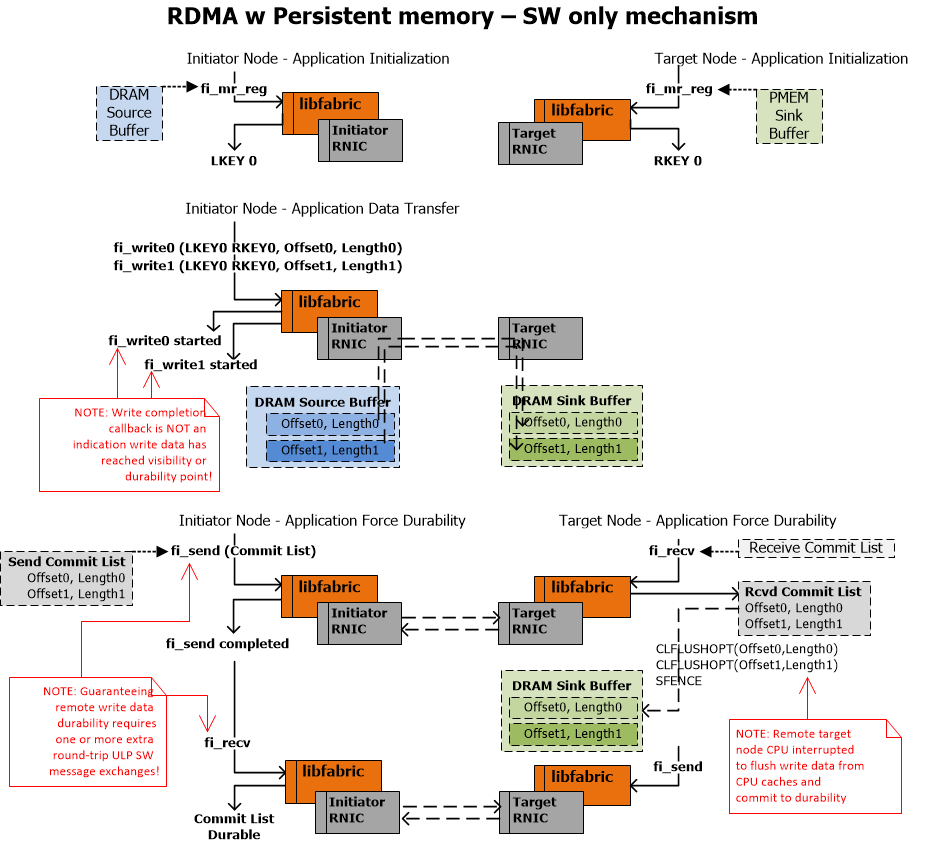 RDMA w Persistent memory – SW only mechanism
Initiator Node - Application Initialization
Target Node - Application Initialization
DRAM
Source
Buffer
fi_mr_reg
libfabric
Initiator
RNIC
LKEY 0
fi_mr_reg
PMEM
Sink
Buffer
libfabric
Target
RNIC
RKEY 0
Initiator Node - Application Data Transfer
fi_write0 (LKEY0 RKEY0, Offset0, Length0)
fi_write1 (LKEY0 RKEY0, Offset1, Length1)
libfabric
Initiator
RNIC
Target
RNIC
fi_write0 started
fi_write1 started
NOTE: Write completion
callback is NOT an
indication write data has
reached visibility or
durability point!
DRAM Source Buffer
Offset0, Length0
Offset1, Length1
DRAM Sink Buffer
Offset0, Length0
Offset1, Length1
Initiator Node - Application Force Durability
Target Node - Application Force Durability
fi_send (Commit List)
Send Commit List
Offset0, Length0
Offset1, Length1
libfabric
Initiator
RNIC
fi_send completed
fi_recv
Receive Commit List
libfabric
Target
RNIC
Rcvd Commit List
Offset0, Length0
Offset1, Length1
CLFLUSHOPT(Offset0,Length0)
CLFLUSHOPT(Offset1,Length1)
SFENCE
DRAM Sink Buffer
Offset0, Length0
Offset1, Length1
NOTE: Guaranteeing
remote write data
durability requires
one or more extra
round-trip ULP SW
message exchanges!
NOTE: Remote target
node CPU interrupted
to flush write data from
CPU caches and
commit to durability
fi_recv
libfabric
Initiator
RNIC
Commit List
Durable
fi_send
libfabric
Target
RNIC